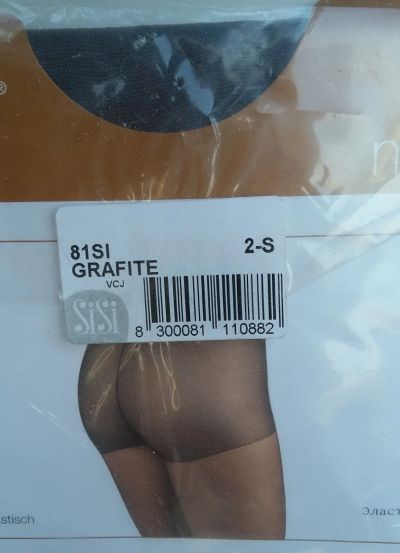 ®
n
81SI 2-S
GRAFITE
VCJ
SiSi
8 300081 110882
stisch
эласт